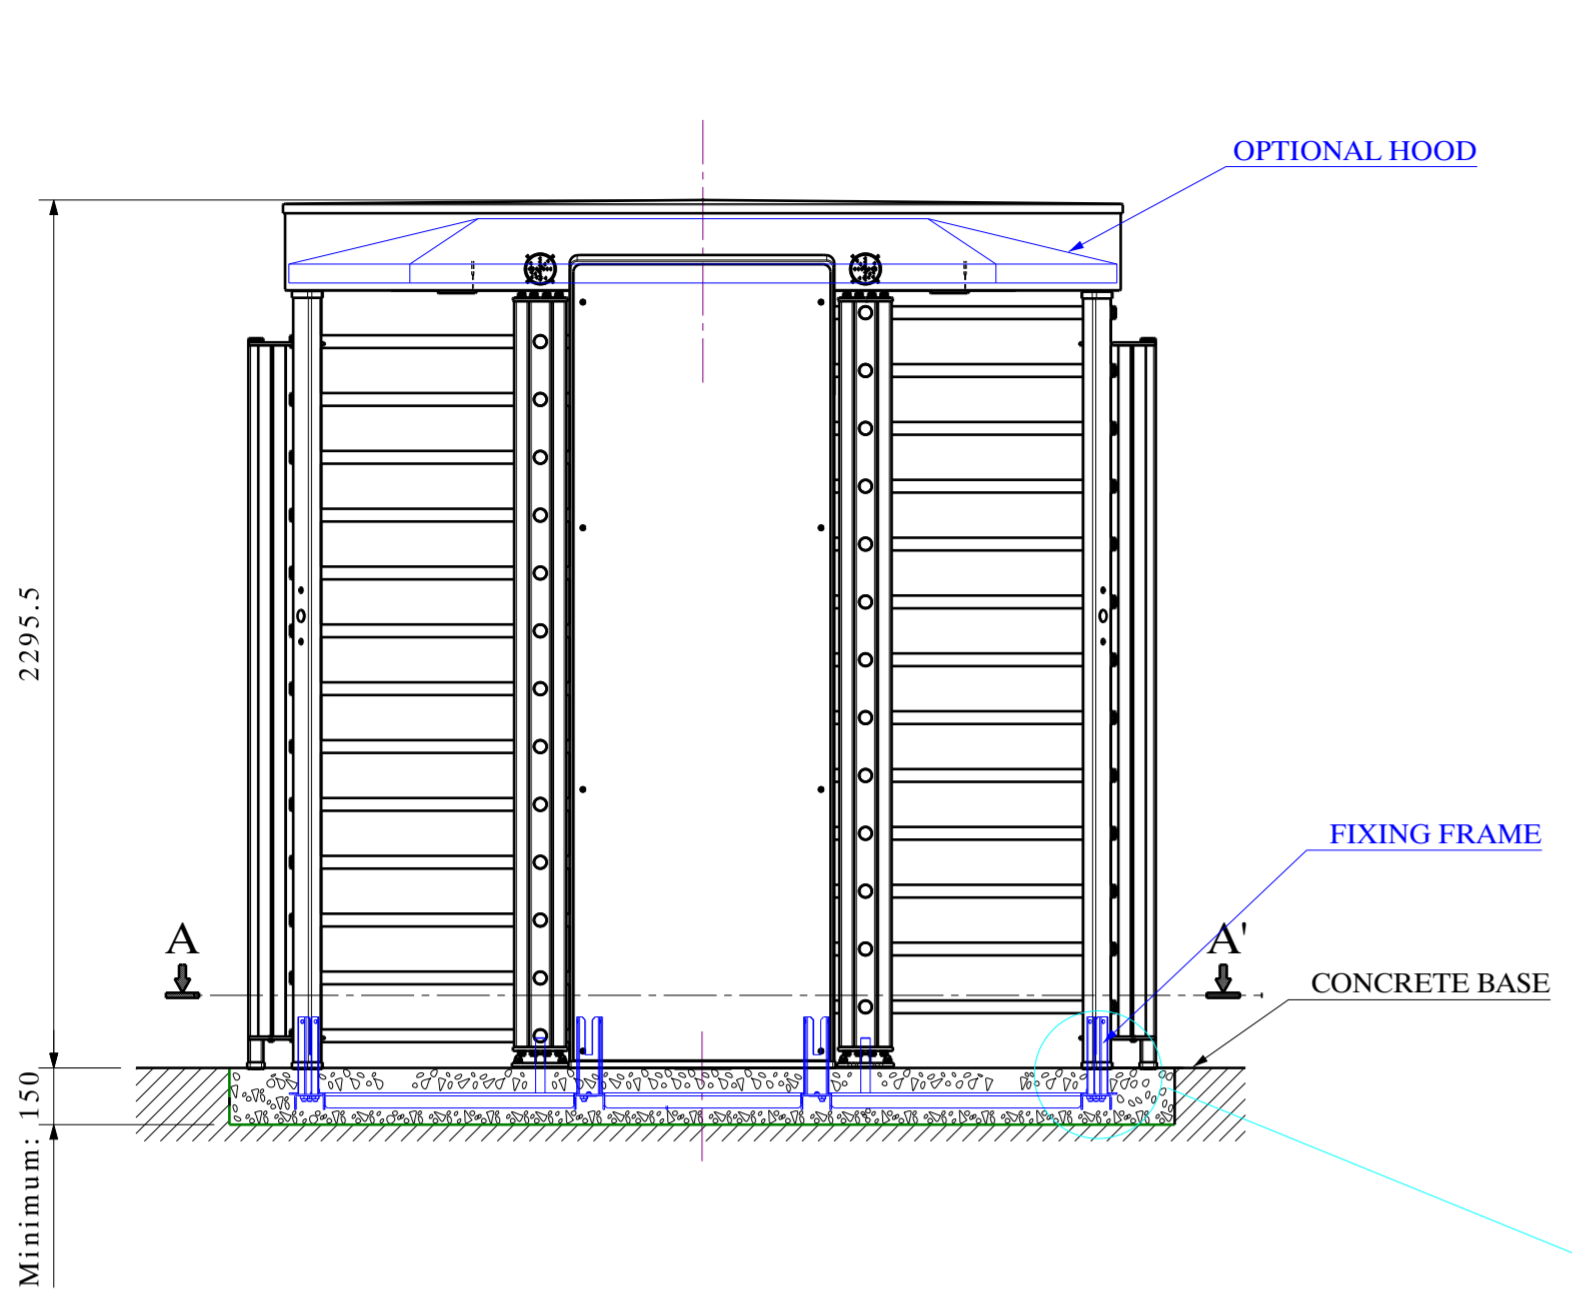 OPTIONAL HOOD
2295.5
FIXING FRAME
A
A'
CONCRETE BASE
Minimum: 150